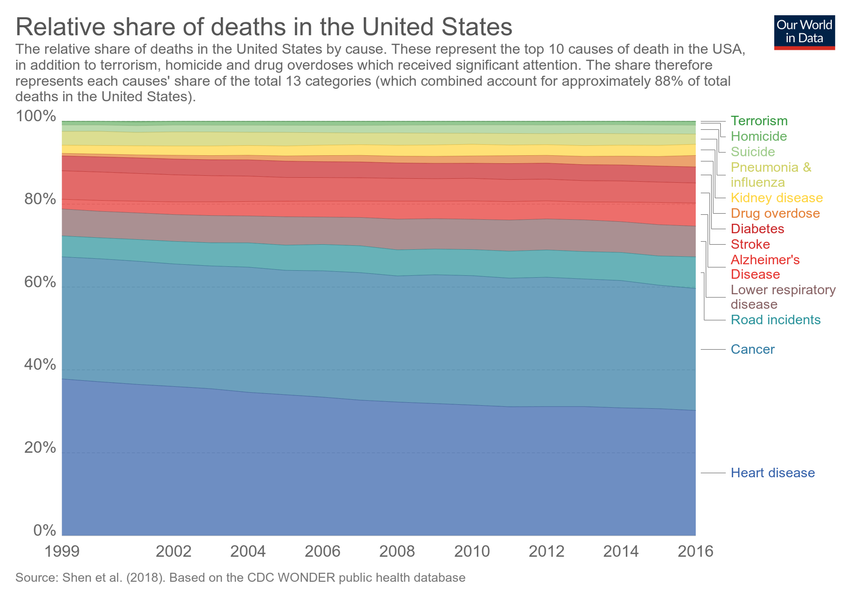 Relative share of deaths in the United States
Our World
in Data
The relative share of deaths in the United States by cause. These represent the top 10 causes of death in the USA,
in addition to terrorism, homicide and drug overdoses which received significant attention. The share therefore
represents each causes' share of the total 13 categories (which combined account for approximately 88% of total
deaths in the United States).
100%
80%
60%
40%
20%
0%
1999
2002
2004
2006
2008
2010
2012
2014
2016
Terrorism
Homicide
Suicide
Pneumonia &
influenza
Kidney disease
Drug overdose
Diabetes
Stroke
Alzheimer's
Disease
Lower respiratory
disease
Road incidents
Cancer
Heart disease
Source: Shen et al. (2018). Based on the CDC WONDER public health database